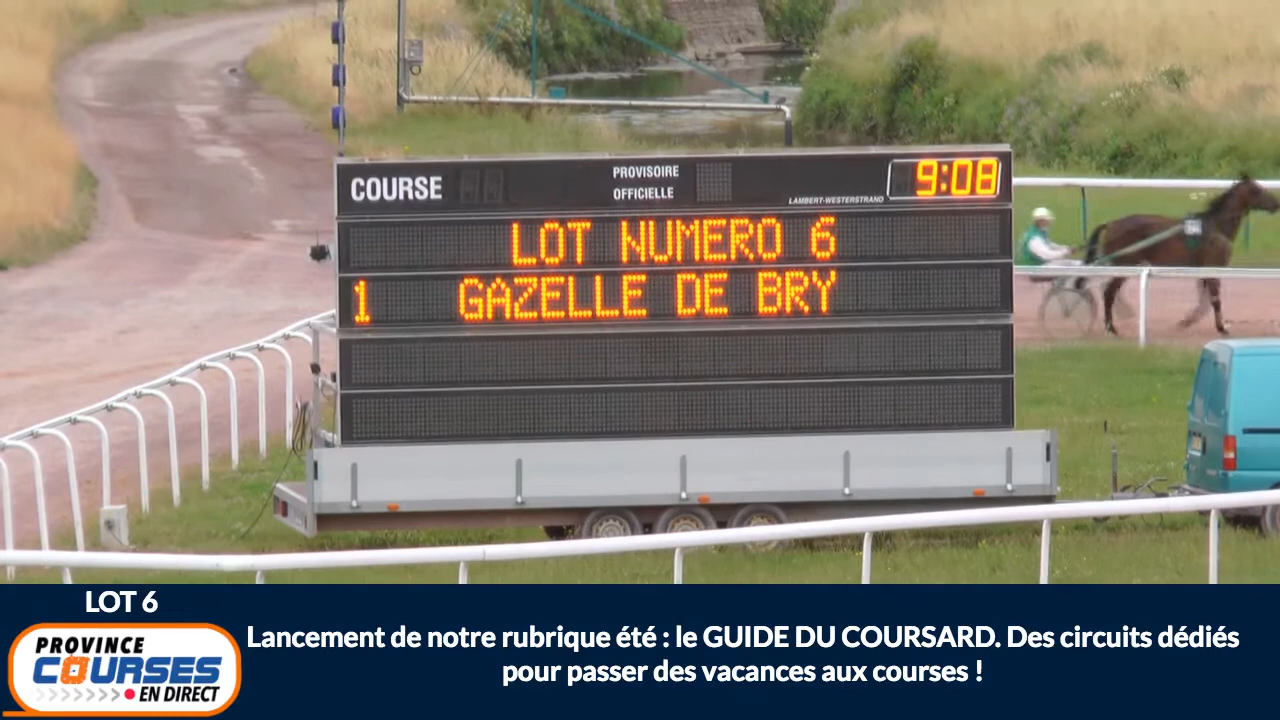 COURSE
PROVISOIRE
OFFICIELLE
LAMBERT-WESTERSTRAND
9:08
LOT NUMERO 6
1 GAZELLE DE BRY
LOT 6
PROVINCE
COURSES
EN DIRECT
Lancement de notre rubrique été : le GUIDE DU COURSARD. Des circuits dédiés
pour passer des vacances aux courses !